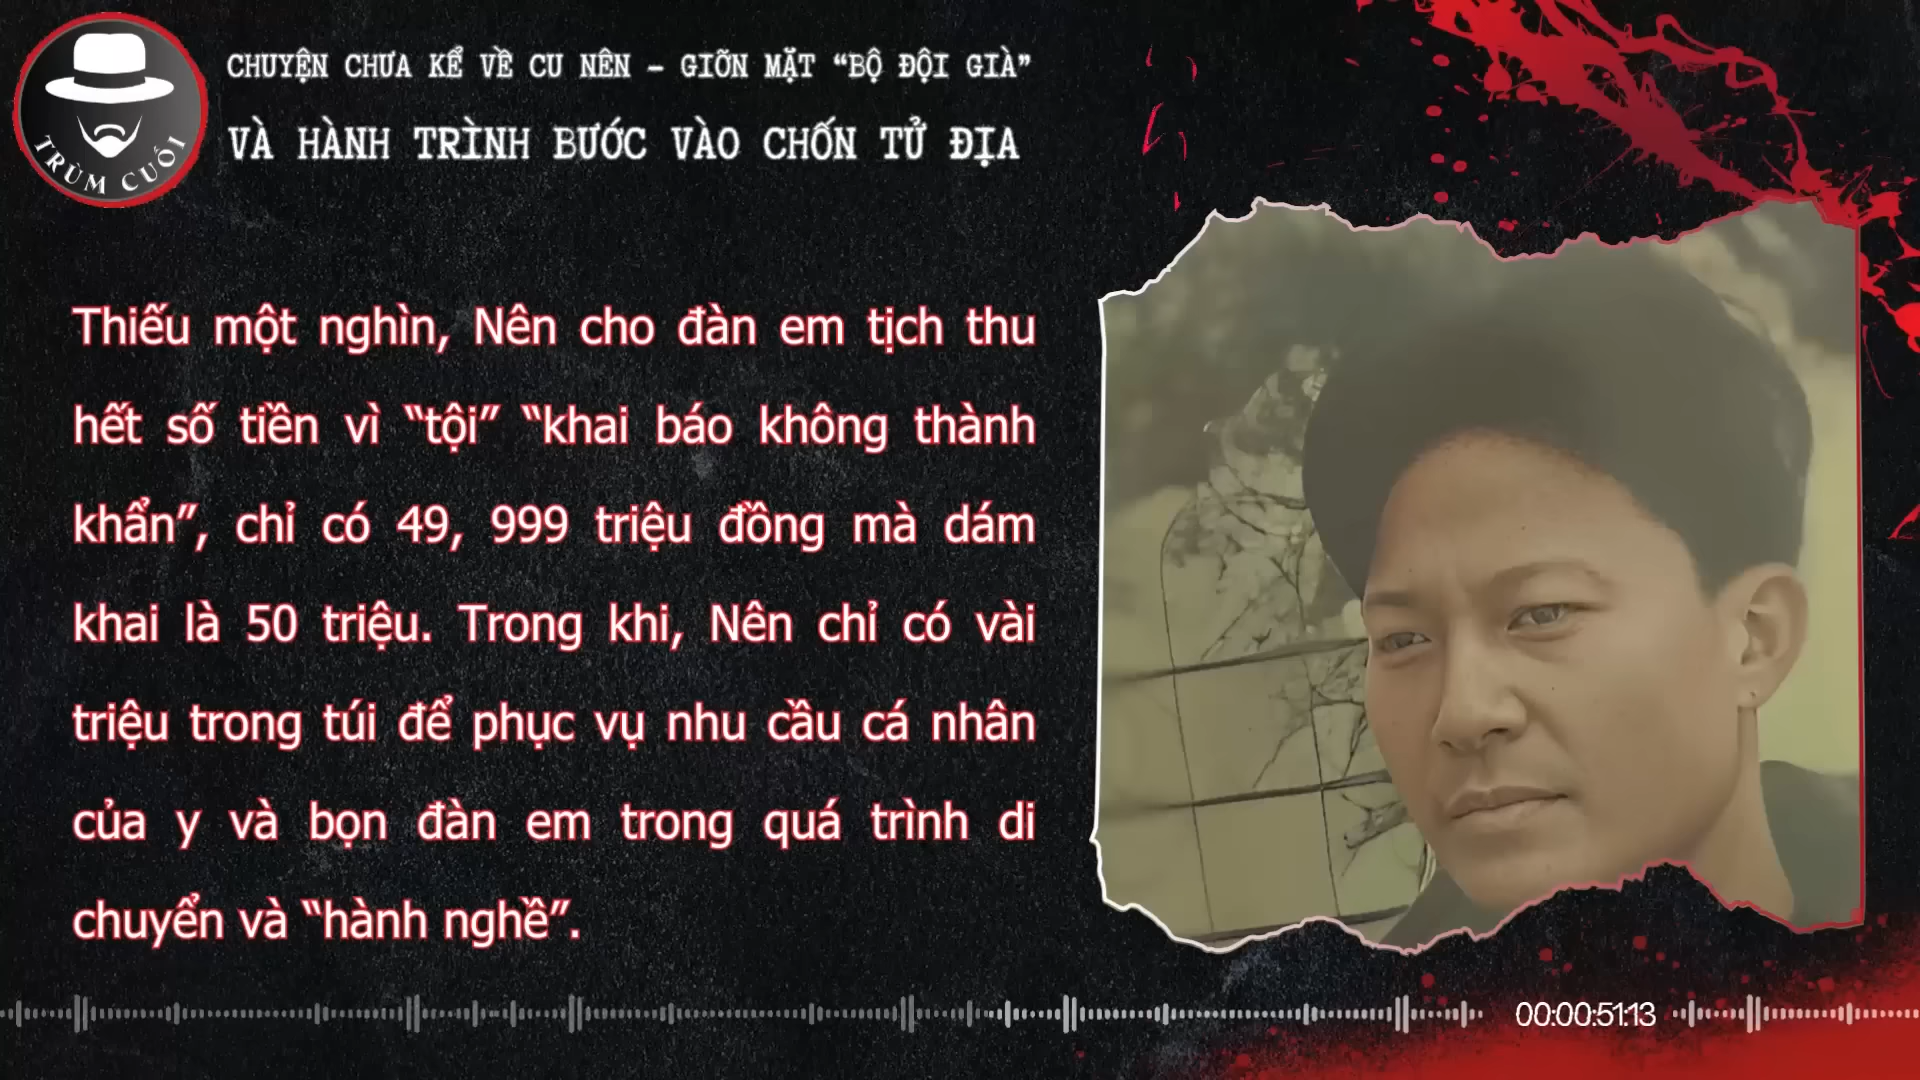 TRÙM CUỐI
CHUYỆN CHƯA KỂ VỀ CU NÊN – GIỠN MẶT “BỘ ĐỘI GIÀ”
VÀ HÀNH TRÌNH BƯỚC VÀO CHỐN TỬ ĐỊA
Thiếu một nghìn, Nên cho đàn em tịch thu
hết số tiền vì “tội” “khai báo không thành
khẩn”, chỉ có 49, 999 triệu đồng mà dám
khai là 50 triệu. Trong khi, Nên chỉ có vài
triệu trong túi để phục vụ nhu cầu cá nhân
của y và bọn đàn em trong quá trình di
chuyển và “hành nghề”.
00:00:51:13